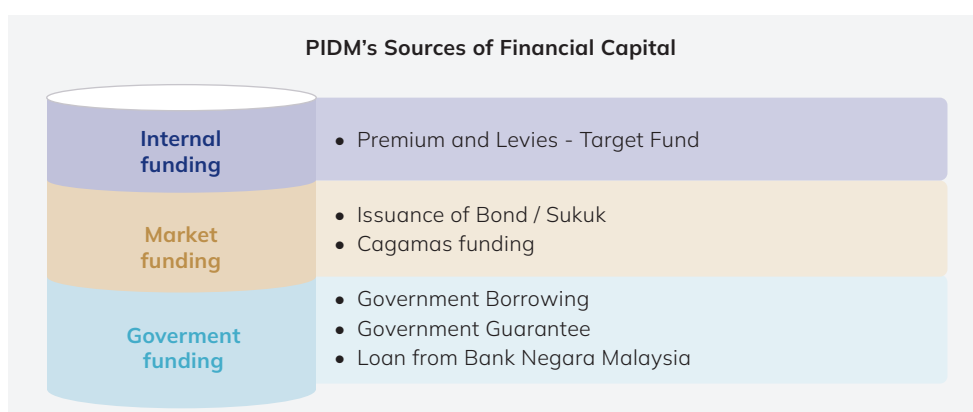 PIDM’s Sources of Financial Capital
Internal
funding
• Premium and Levies - Target Fund
Market
funding
• Issuance of Bond / Sukuk
• Cagamas funding
Goverment
funding
• Government Borrowing
• Government Guarantee
• Loan from Bank Negara Malaysia